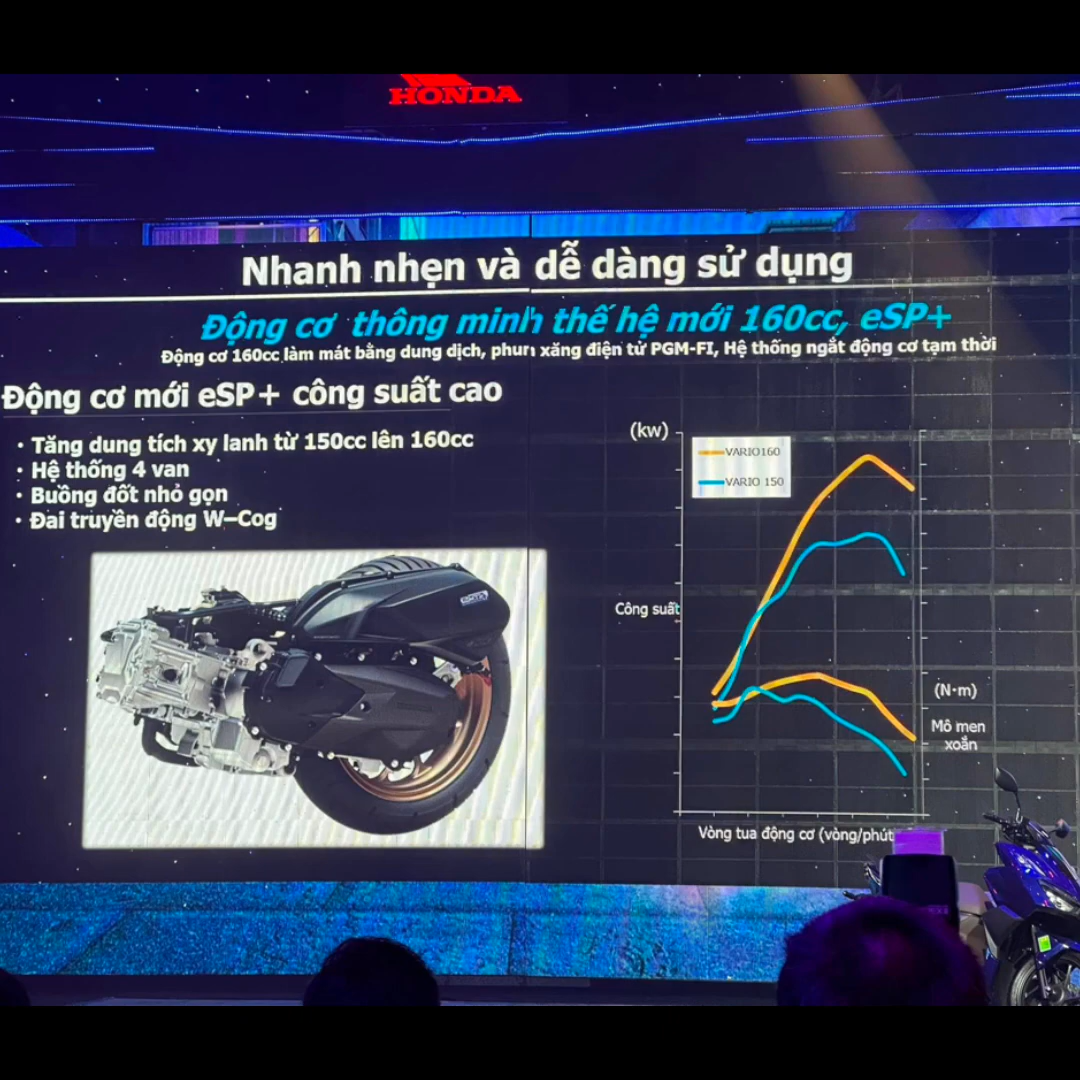 HONDA
Nhanh nhẹn và dễ dàng sử dụng
Động cơ thông minh thế hệ mới 160cc, eSP+
Động cơ 160cc làm mát bằng dung dịch, phun xăng điện tử PGM-FI, Hệ thống ngắt động cơ tạm thời
Động cơ mới eSP+ công suất cao
• Tăng dung tích xy lanh từ 150cc lên 160cc
• Hệ thống 4 van
• Buồng đốt nhỏ gọn
• Đai truyền động W–Cog
(kw)
VARIO160
VARIO 150
Công suất
(N·m)
Mô men
xoắn
Vòng tua động cơ (vòng/phút